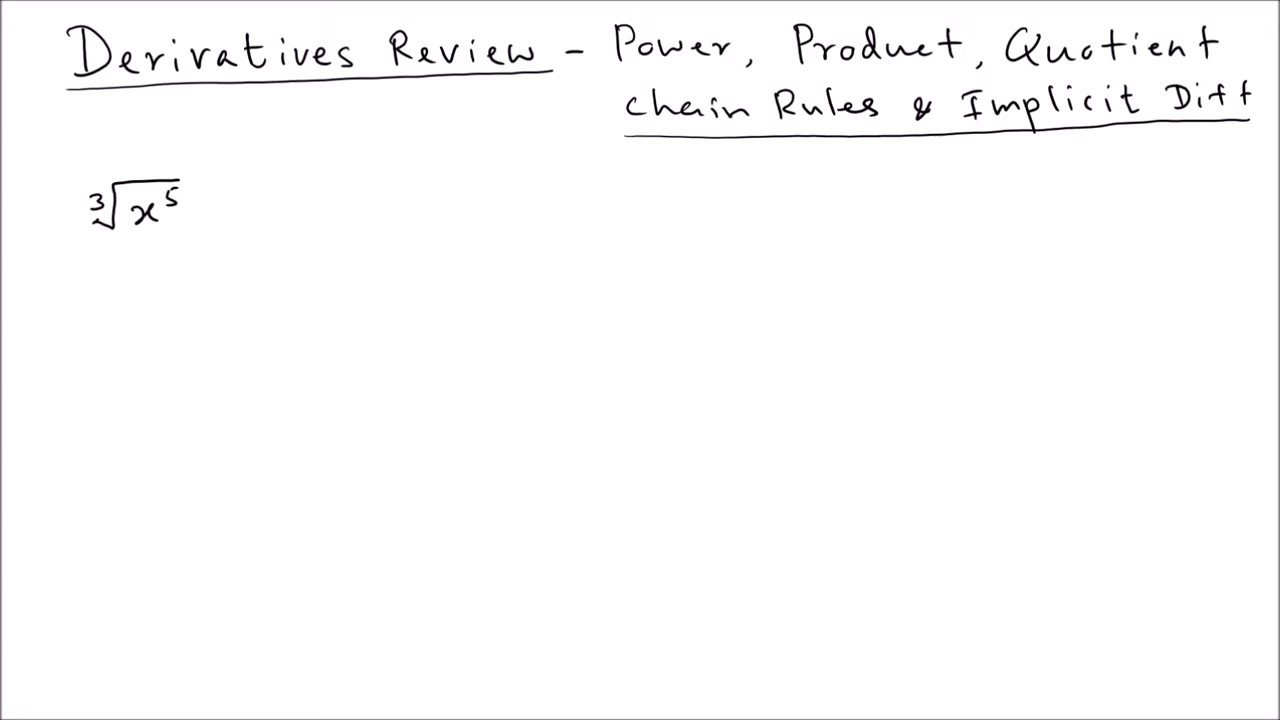 Derivatives Review - Power, Product, Quotient
Chain Rules & Implicit Diff
∛x⁵